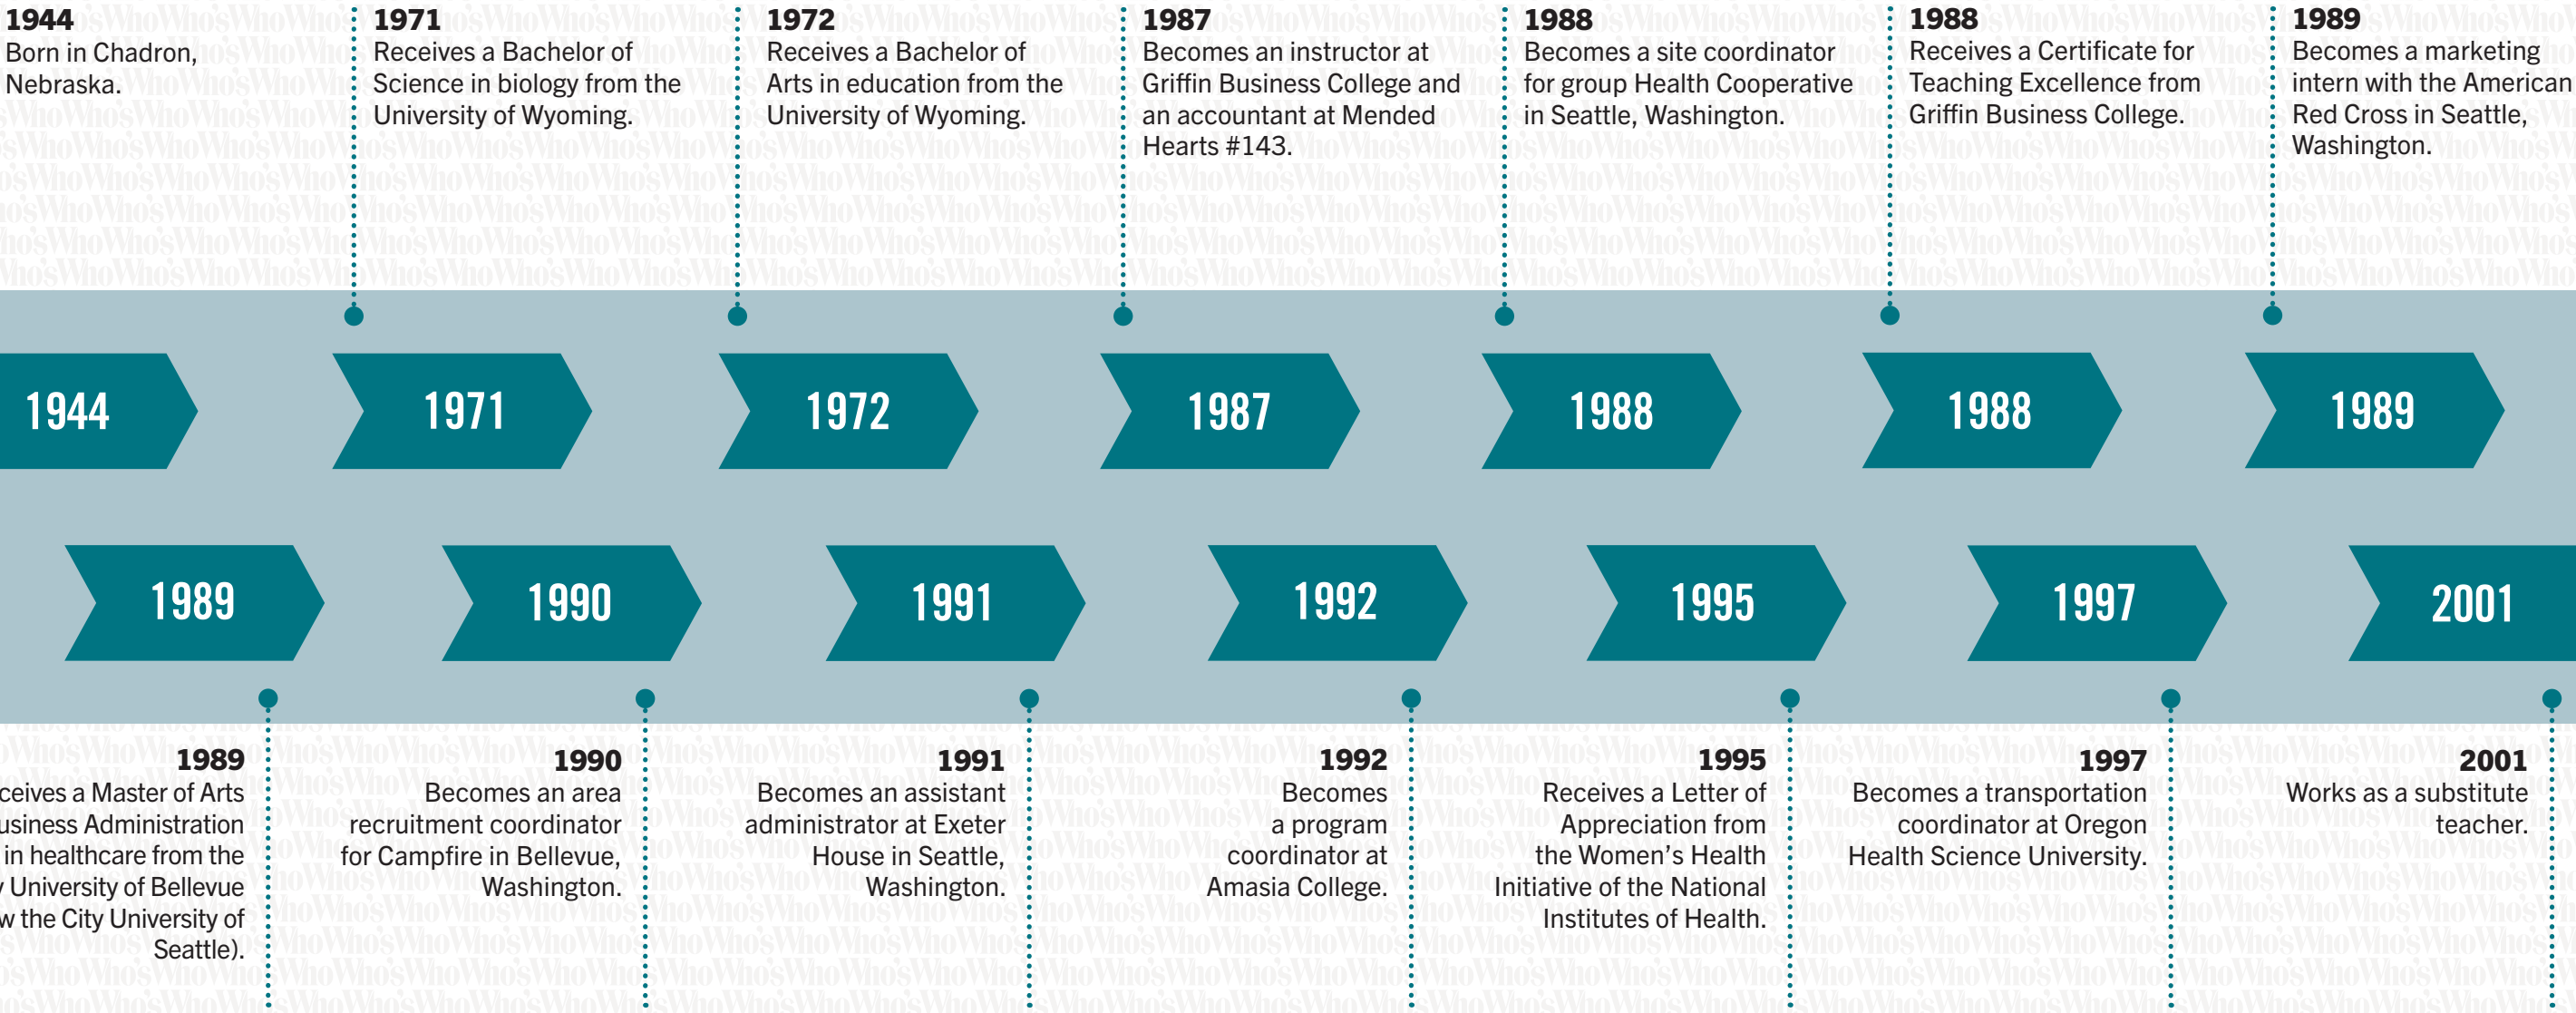 1944
Born in Chadron,
Nebraska.
1971
Receives a Bachelor of
Science in biology from the
University of Wyoming.
1972
Receives a Bachelor of
Arts in education from the
University of Wyoming.
1987
Becomes an instructor at
Griffin Business College and
an accountant at Mended
Hearts #143.
1988
Becomes a site coordinator
for group Health Cooperative
in Seattle, Washington.
1988
Receives a Certificate for
Teaching Excellence from
Griffin Business College.
1989
Becomes a marketing
intern with the American
Red Cross in Seattle,
Washington.
1944
1971
1972
1987
1988
1988
1989
1989
1990
1991
1992
1995
1997
2001
1989
a Master of Arts
Administration
in healthcare from the
University of Bellevue
the City University of
Seattle).
1990
Becomes an area
recruitment coordinator
for Campfire in Bellevue,
Washington.
1991
Becomes an assistant
administrator at Exeter
House in Seattle,
Washington.
1992
Becomes
a program
coordinator at
Amasia College.
1995
Receives a Letter of
Appreciation from
the Women's Health
Initiative of the National
Institutes of Health.
1997
Becomes a transportation
coordinator at Oregon
Health Science University.
2001
Works as a substitute
teacher.